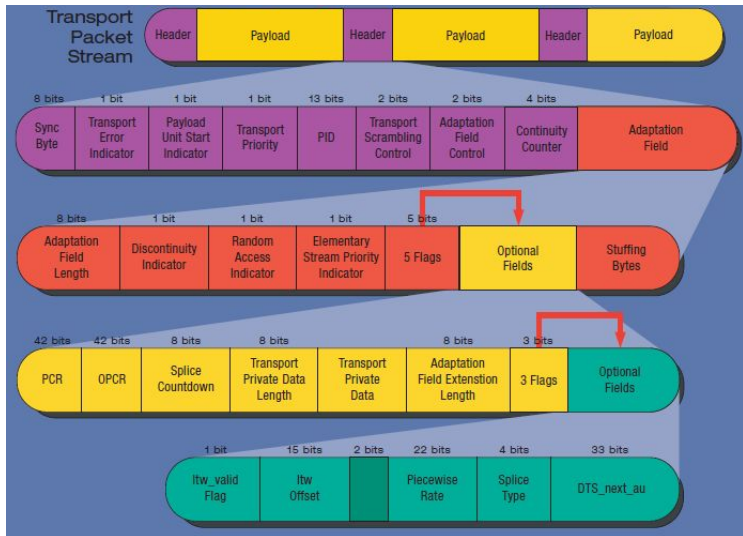 Transport
Packet
Stream
Header
Payload
Header
Payload
Header
Payload
8 bits
1 bit
1 bit
1 bit
13 bits
2 bits
2 bits
4 bits
Sync
Byte
Transport
Error
Indicator
Payload
Unit Start
Indicator
Transport
Priority
PID
Transport
Scrambling
Control
Adaptation
Field
Control
Continuity
Counter
Adaptation
Field
8 bits
1 bit
1 bit
1 bit
5 bits
Adaptation
Field
Length
Discontinuity
Indicator
Random
Access
Indicator
Elementary
Stream Priority
Indicator
5 Flags
Optional
Fields
Stuffing
Bytes
42 bits
42 bits
8 bits
8 bits
8 bits
3 bits
PCR
OPCR
Splice
Countdown
Transport
Private Data
Length
Transport
Private
Data
Adaptation
Field Extenstion
Length
3 Flags
Optional
Fields
1 bit
15 bits
2 bits
22 bits
4 bits
33 bits
ltw_valid
Flag
ltw
Offset
Piecewise
Rate
Splice
Type
DTS_next_au